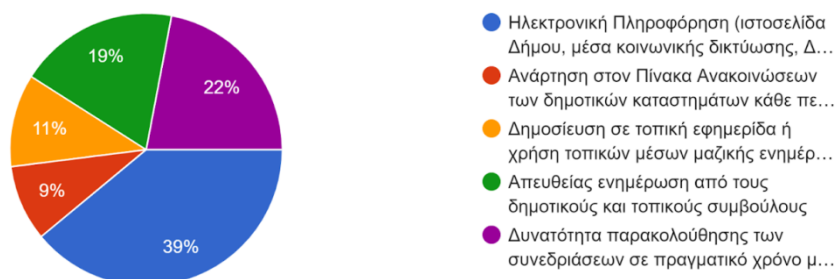 19%
22%
11%
9%
39%
Ηλεκτρονική Πληροφόρηση (ιστοσελίδα
Δήμου, μέσα κοινωνικής δικτύωσης, Δ…
Ανάρτηση στον Πίνακα Ανακοινώσεων
των δημοτικών καταστημάτων κάθε πε…
Δημοσίευση σε τοπική εφημερίδα ή
χρήση τοπικών μέσων μαζικής ενημέρ…
Απευθείας ενημέρωση από τους
δημοτικούς και τοπικούς συμβούλους
Δυνατότητα παρακολούθησης των
συνεδριάσεων σε πραγματικό χρόνο μ…